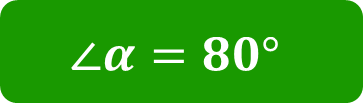 ∠α = 80°